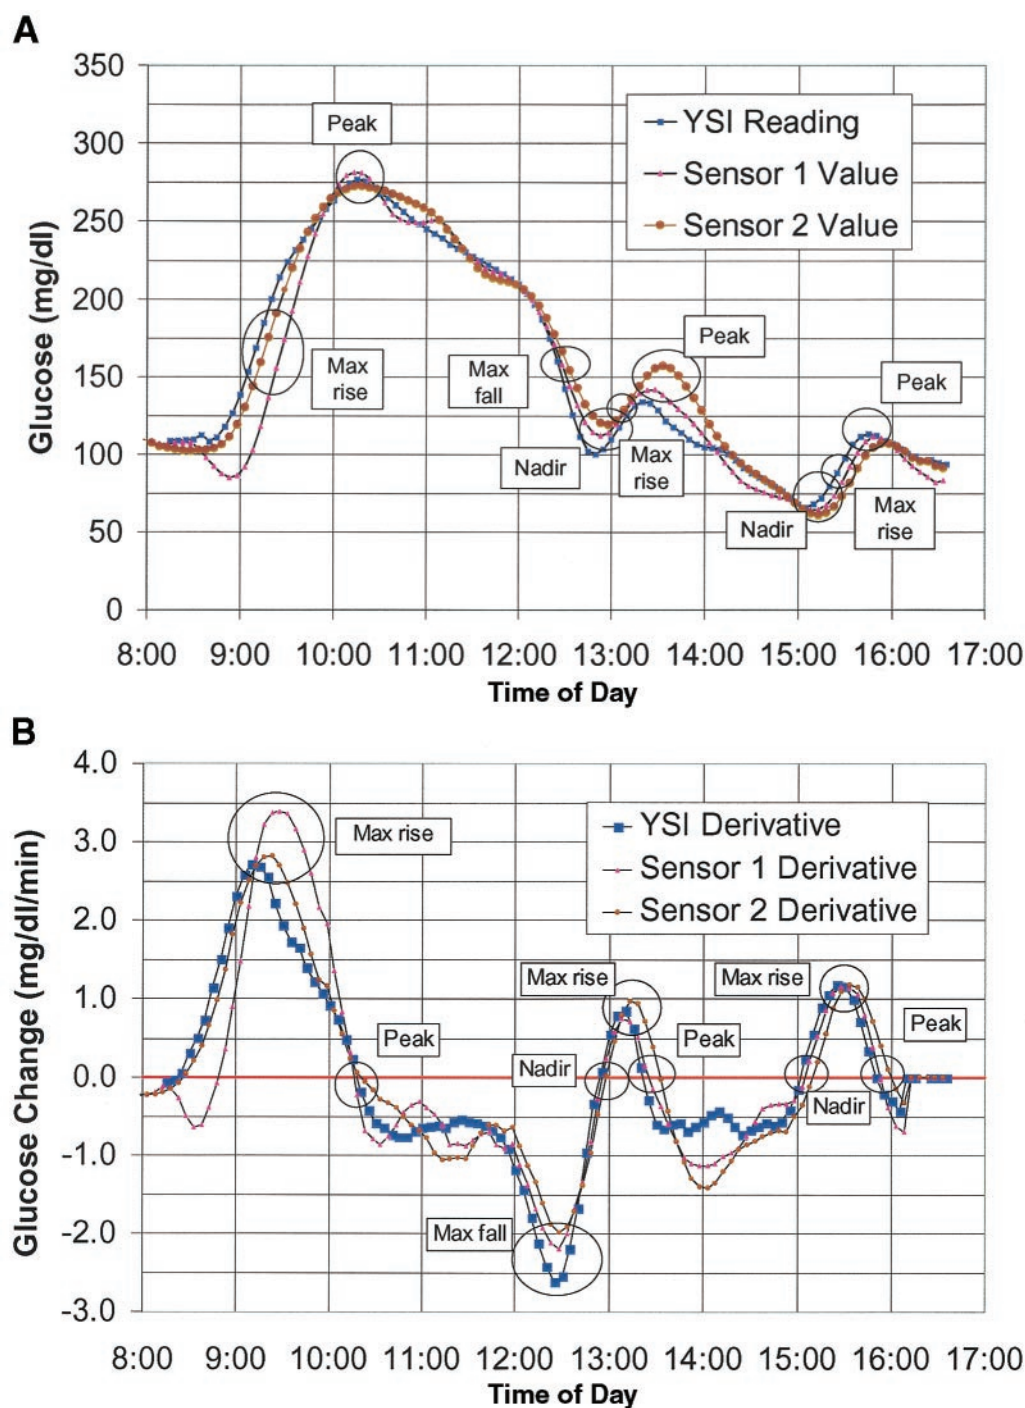 A
350
300
250
200
150
100
50
0
Glucose (mg/dl)
Peak
YSI Reading
Sensor 1 Value
Sensor 2 Value
Max
rise
Max
fall
Peak
Peak
Nadir
Max
rise
Nadir
Max
rise
8:00 9:00 10:00 11:00 12:00 13:00 14:00 15:00 16:00 17:00
Time of Day
B
4.0
3.0
2.0
1.0
0.0
-1.0
-2.0
-3.0
Glucose Change (mg/dl/min)
Max rise
YSI Derivative
Sensor 1 Derivative
Sensor 2 Derivative
Max rise
Max rise
Peak
Peak
Peak
Nadir
Nadir
Max fall
8:00 9:00 10:00 11:00 12:00 13:00 14:00 15:00 16:00 17:00
Time of Day